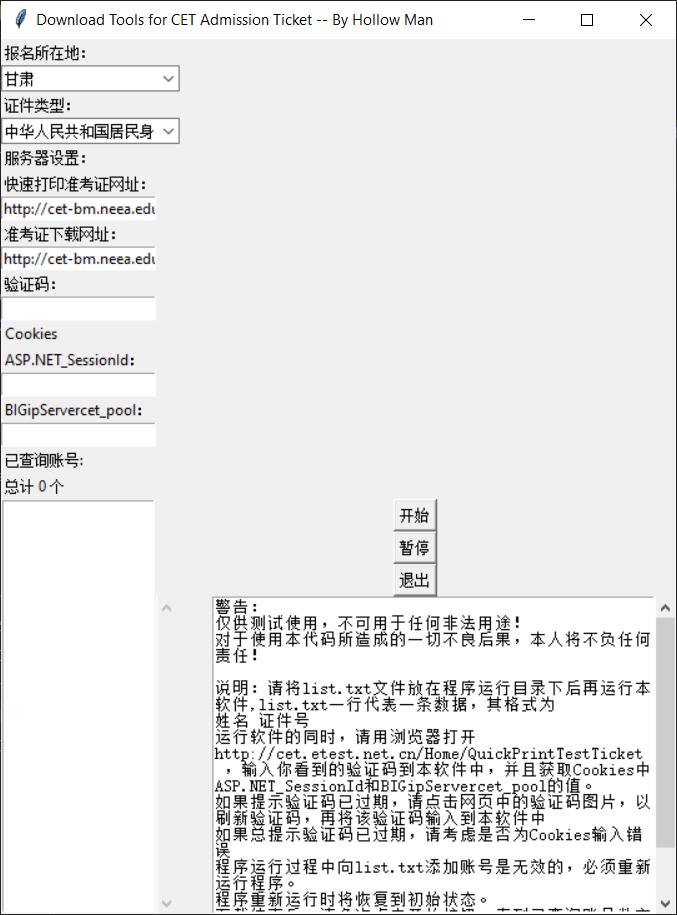 Download Tools for CET Admission Ticket -- By Hollow Man
报名所在地：
甘肃
证件类型：
中华人民共和国居民身
服务器设置：
快速打印准考证网址：
http://cet-bm.neea.edu
准考证下载网址：
http://cet-bm.neea.edu
验证码：
Cookies
ASP.NET_SessionId：
BIGipServercet_pool：
已查询账号:
总计 0 个
开始
暂停
退出
警告：
仅供测试使用，不可用于任何非法用途！
对于使用本代码所造成的一切不良后果，本人将不负任何
责任！
说明：请将list.txt文件放在程序运行目录下后再运行本
软件,list.txt一行代表一条数据，其格式为
姓名 证件号
运行软件的同时，请用浏览器打开
http://cet.etest.net.cn/Home/QuickPrintTestTicket
，输入你看到的验证码到本软件中，并且获取Cookies中
ASP.NET_SessionId和BIGipServercet_pool的值。
如果提示验证码已过期，请点击网页中的验证码图片，以
刷新验证码，再将该验证码输入到本软件中
如果总提示验证码已过期，请考虑是否为Cookies输入错
误
程序运行过程中向list.txt添加账号是无效的，必须重新
运行程序。
程序重新运行时将恢复到初始状态。